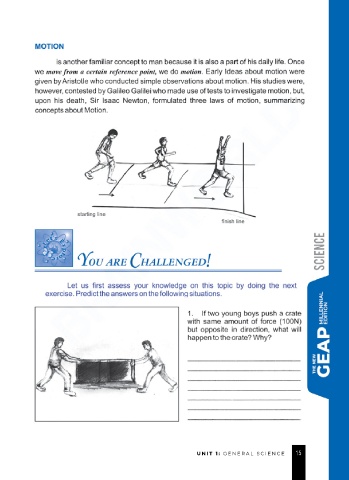 MOTION
is another familiar concept to man because it is also a part of his daily life. Once
we move from a certain reference point, we do motion. Early Ideas about motion were
given by Aristotle who conducted simple observations about motion. His studies were,
however, contested by Galileo Galilei who made use of tests to investigate motion, but,
upon his death, Sir Isaac Newton, formulated three laws of motion, summarizing
concepts about Motion.
starting line
finish line
YOU ARE CHALLENGED!
Let us first assess your knowledge on this topic by doing the next
exercise. Predict the answers on the following situations.
1. If two young boys push a crate
with same amount of force (100N)
but opposite in direction, what will
happen to the crate? Why?
SCIENCE
THE NEW
GEAP
MILLENNIAL
EDITION
UNIT 1: GENERAL SCIENCE 15